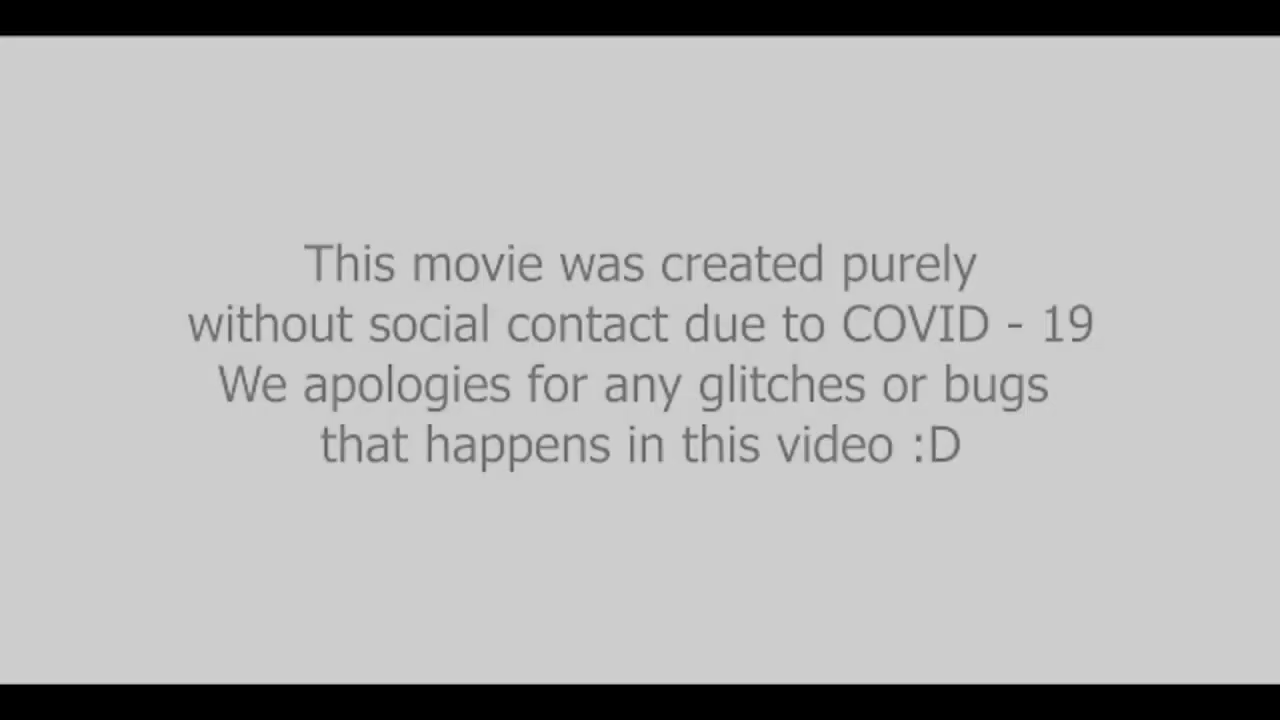 This movie was created purely
without social contact due to COVID - 19
We apologies for any glitches or bugs
that happens in this video :D